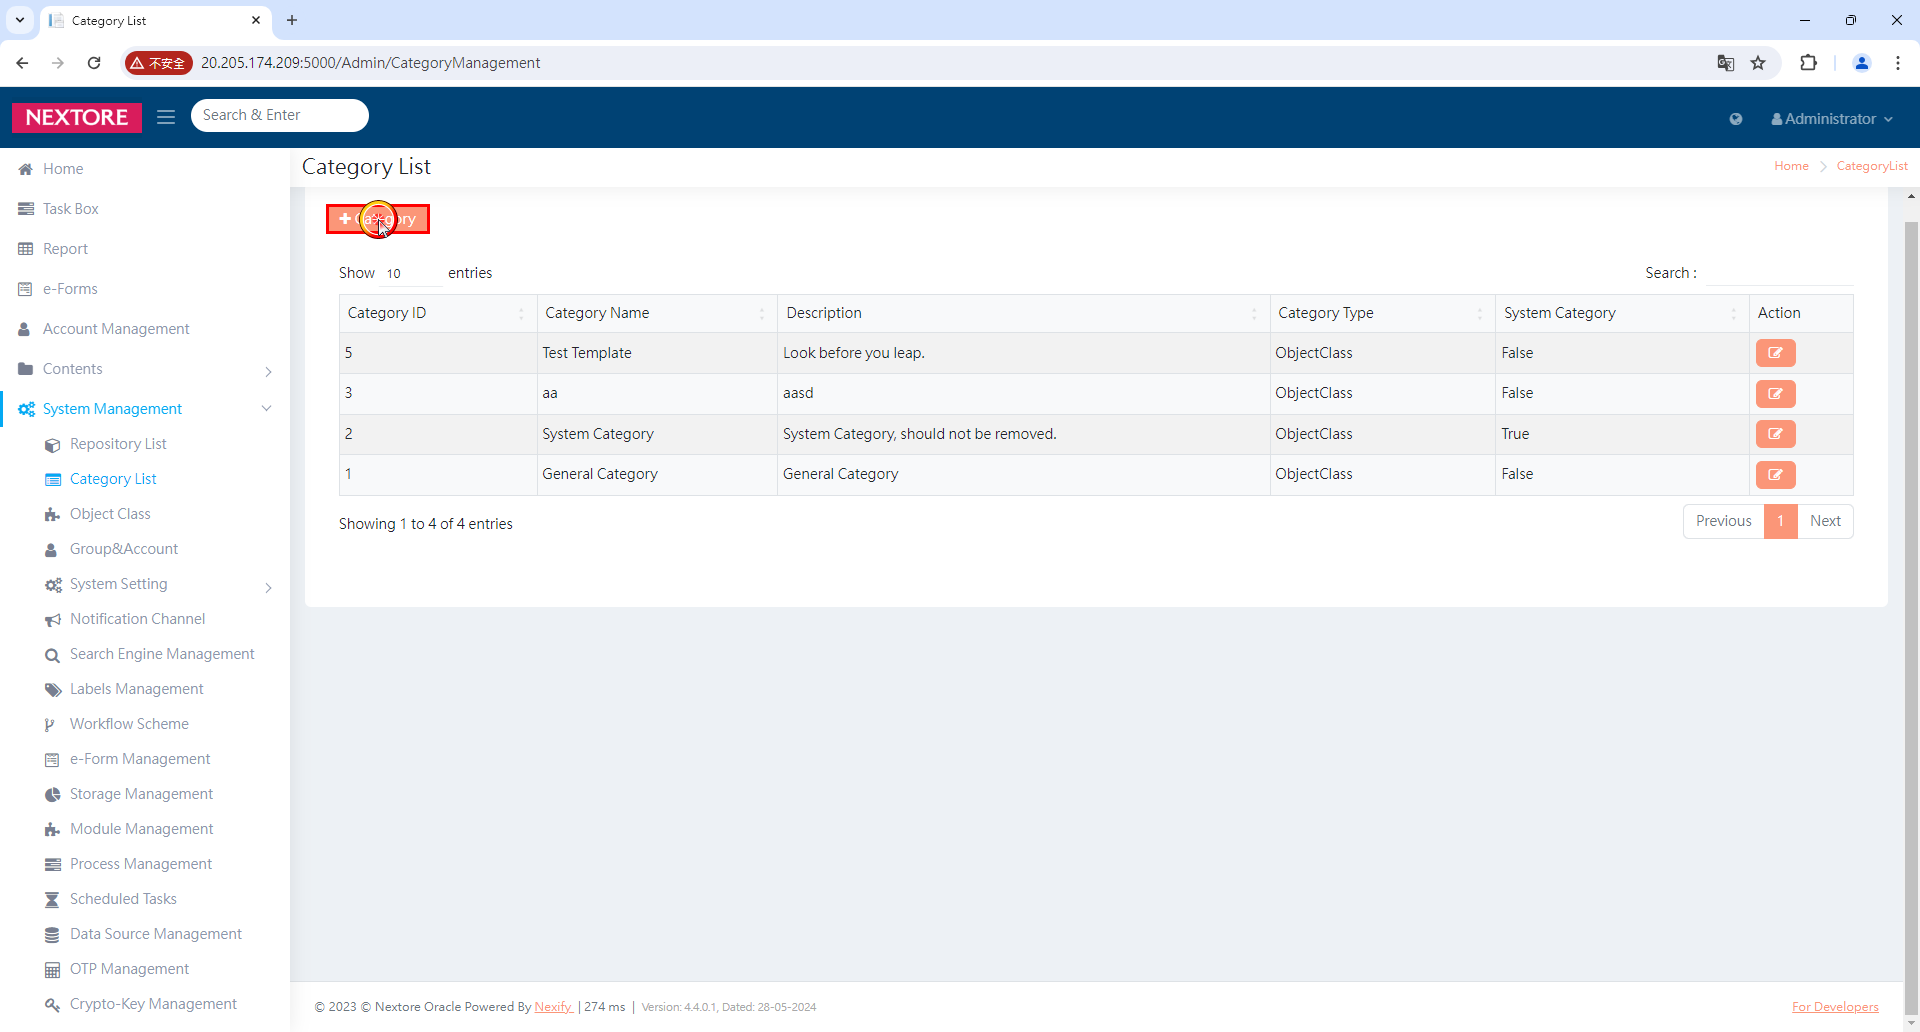 Category List
不安全 20.205.174.209:5000/Admin/CategoryManagement
NEXTORE Search & Enter Administrator
Home
Task Box
Report
e-Forms
Account Management
Contents
System Management
Repository List
Category List
Object Class
Group&Account
System Setting
Notification Channel
Search Engine Management
Labels Management
Workflow Scheme
e-Form Management
Storage Management
Module Management
Process Management
Scheduled Tasks
Data Source Management
OTP Management
Crypto-Key Management
Category List Home CategoryList
Category
Show 10 entries Search :
Category ID Category Name Description Category Type System Category Action
5 Test Template Look before you leap. ObjectClass False
3 aa aasd ObjectClass False
2 System Category System Category, should not be removed. ObjectClass True
1 General Category General Category ObjectClass False
Showing 1 to 4 of 4 entries Previous 1 Next
© 2023 © Nextore Oracle Powered By Nexify | 274 ms | Version: 4.4.0.1, Dated: 28-05-2024 For Developers